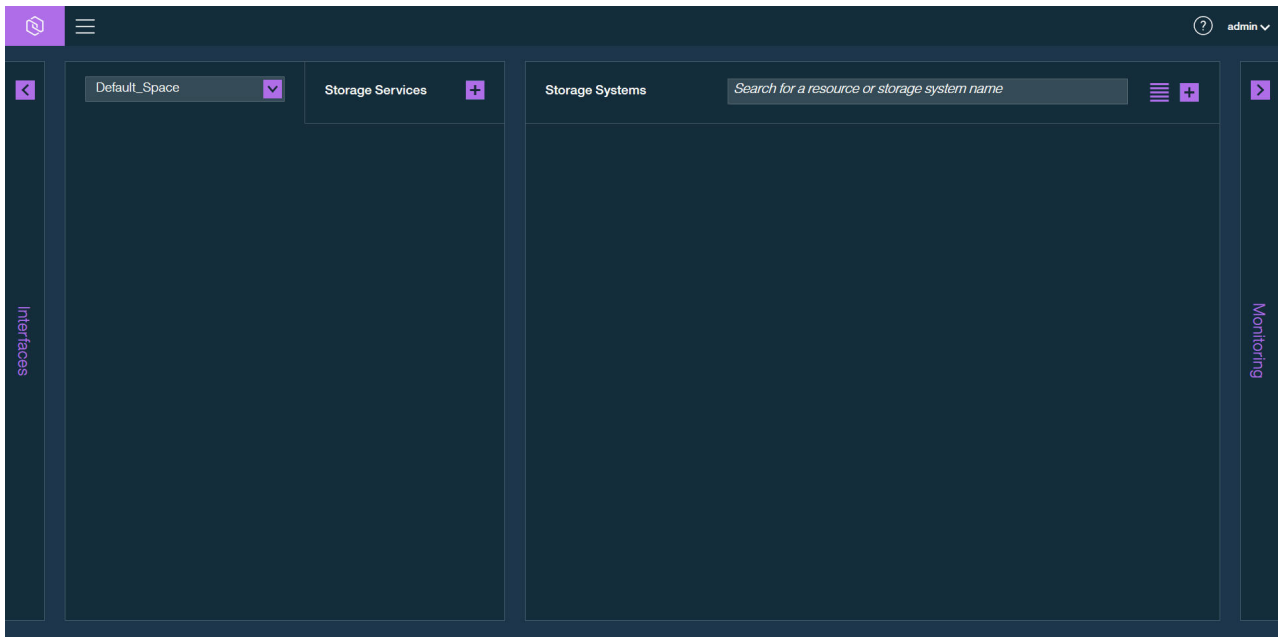 ? admin
Default_Space
Storage Services
Storage Systems
Search for a resource or storage system name
Interfaces
Monitoring